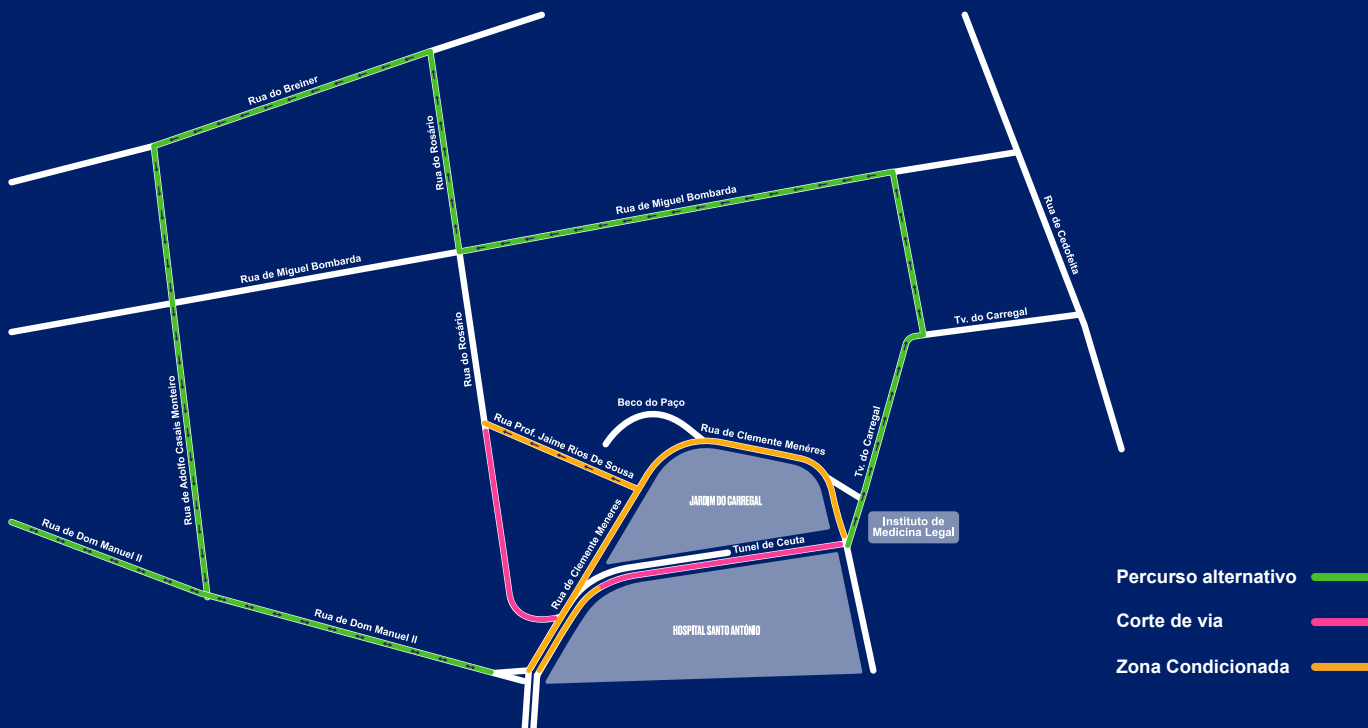 Rua do Breiner
Rua do Rosário
Rua de Miguel Bombarda
Rua de Cedofeita
Rua de Miguel Bombarda
Rua do Rosário
Tv. do Carregal
Rua de Adolfo Casais Monteiro
Beco do Paço
Rua Prof. Jaime Rios De Sousa
Rua de Clemente Menéres
Tv. do Carregal
JARDIM DO CARREGAL
Instituto de
Medicina Legal
Rua de Dom Manuel II
Rua de Clemente Meneres
Tunel de Ceuta
Rua de Dom Manuel II
HOSPITAL SANTO ANTÓNIO
Percurso alternativo
Corte de via
Zona Condicionada